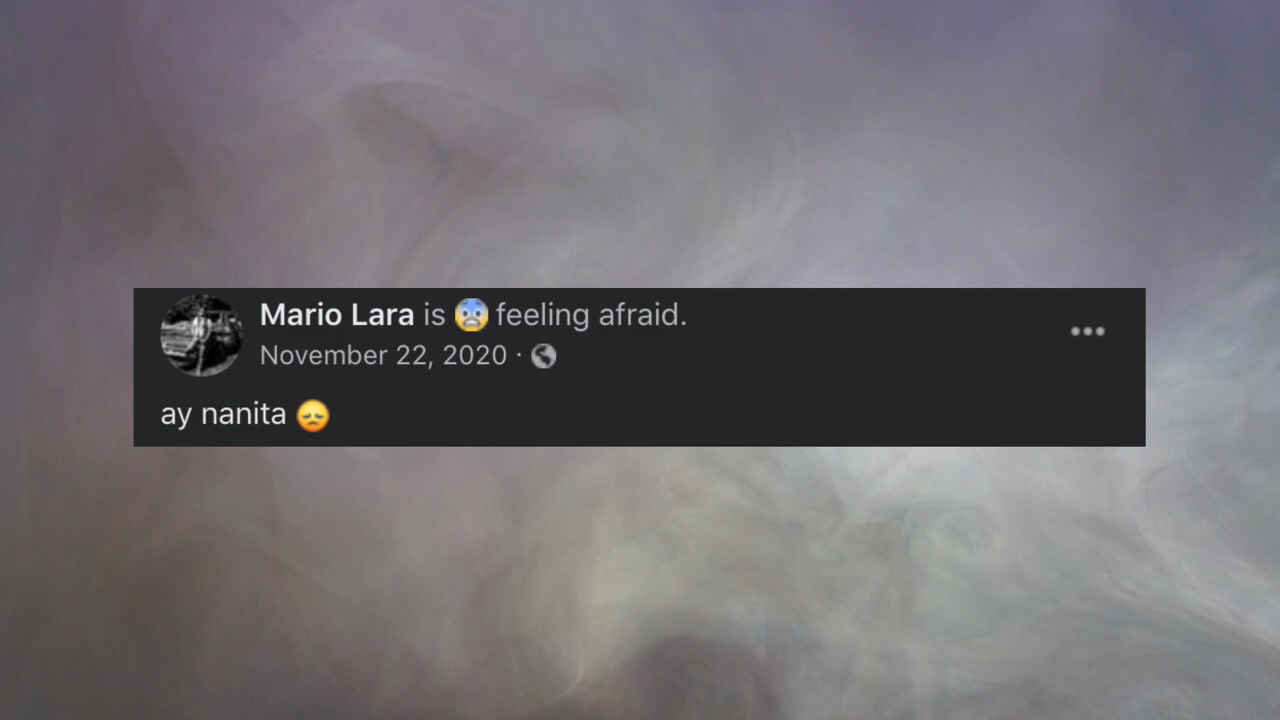 Mario Lara is 😨 feeling afraid.
November 22, 2020 ·
ay nanita 😞